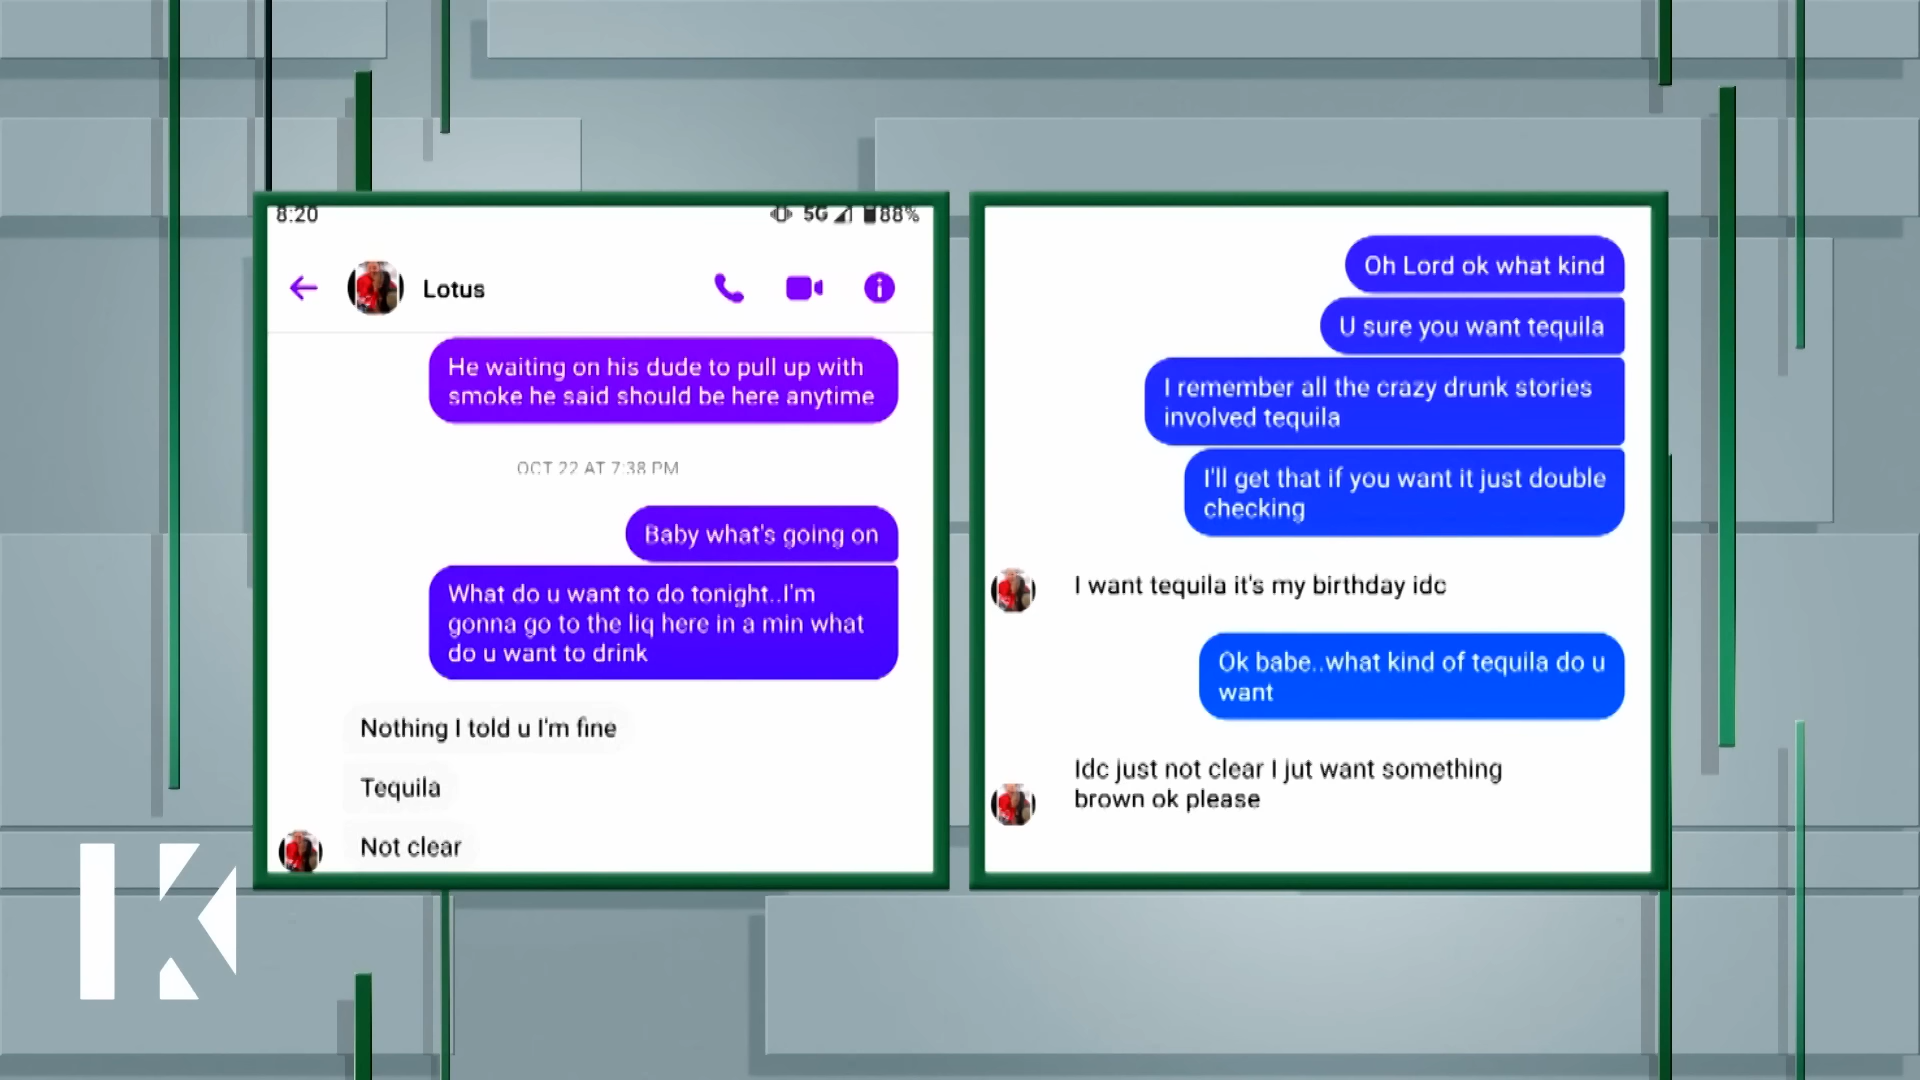 8:20
5G
88%
Lotus
He waiting on his dude to pull up with
smoke he said should be here anytime
OCT 22 AT 7:38 PM
Baby what's going on
What do u want to do tonight..I'm
gonna go to the liq here in a min what
do u want to drink
Nothing I told u I'm fine
Tequila
Not clear
Oh Lord ok what kind
U sure you want tequila
I remember all the crazy drunk stories
involved tequila
I'll get that if you want it just double
checking
I want tequila it's my birthday idc
Ok babe..what kind of tequila do u
want
Idc just not clear I jut want something
brown ok please
K